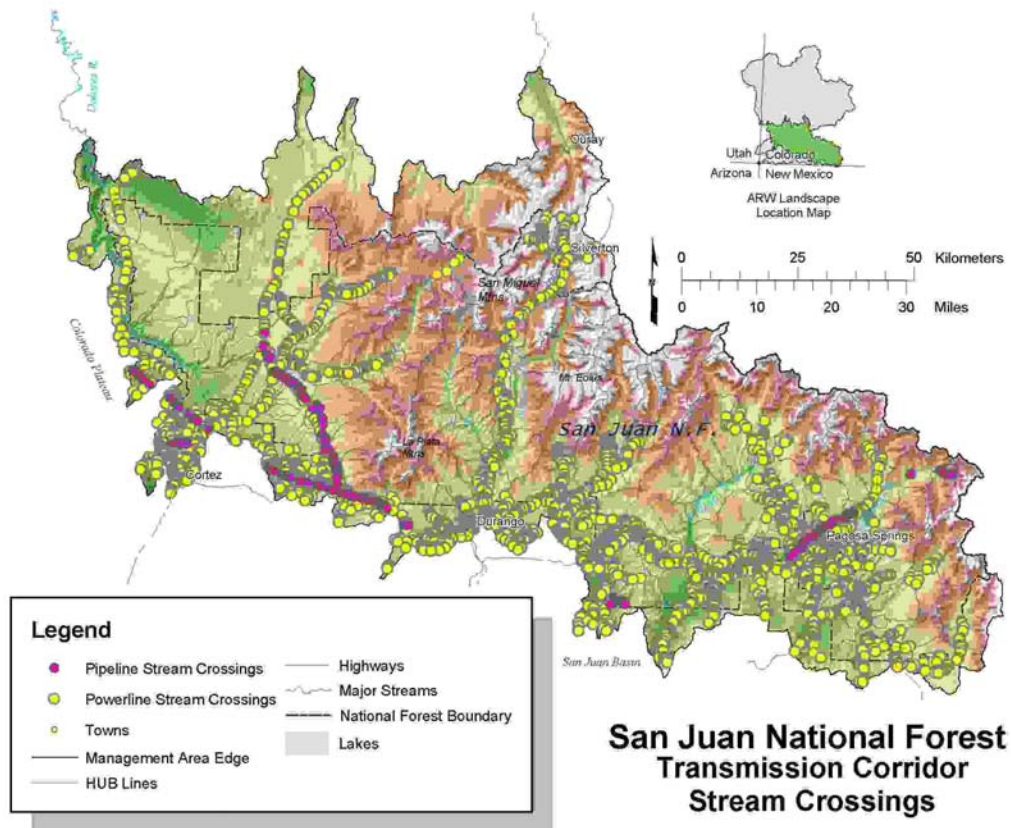 Dolores R.
Ouray
Utah
Colorado
Arizona
New Mexico
ARW Landscape
Location Map
Silverton
San Miguel
Mtns
N
0 25 50 Kilometers
0 10 20 30 Miles
Colorado Plateau
Mt. Eolus
San Juan N.F.
La Plata
Mtns
Cortez
Durango
Pagosa Springs
San Juan Basin
Legend
Pipeline Stream Crossings
Powerline Stream Crossings
Towns
Management Area Edge
HUB Lines
Highways
Major Streams
National Forest Boundary
Lakes
San Juan National Forest
Transmission Corridor
Stream Crossings